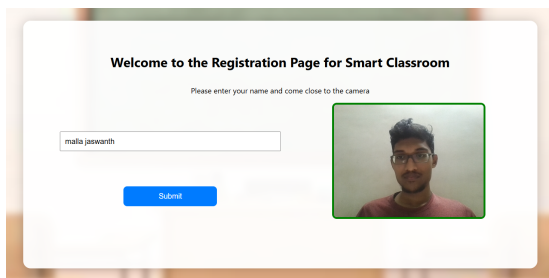 Welcome to the Registration Page for Smart Classroom
Please enter your name and come close to the camera
malla jaswanth
Submit